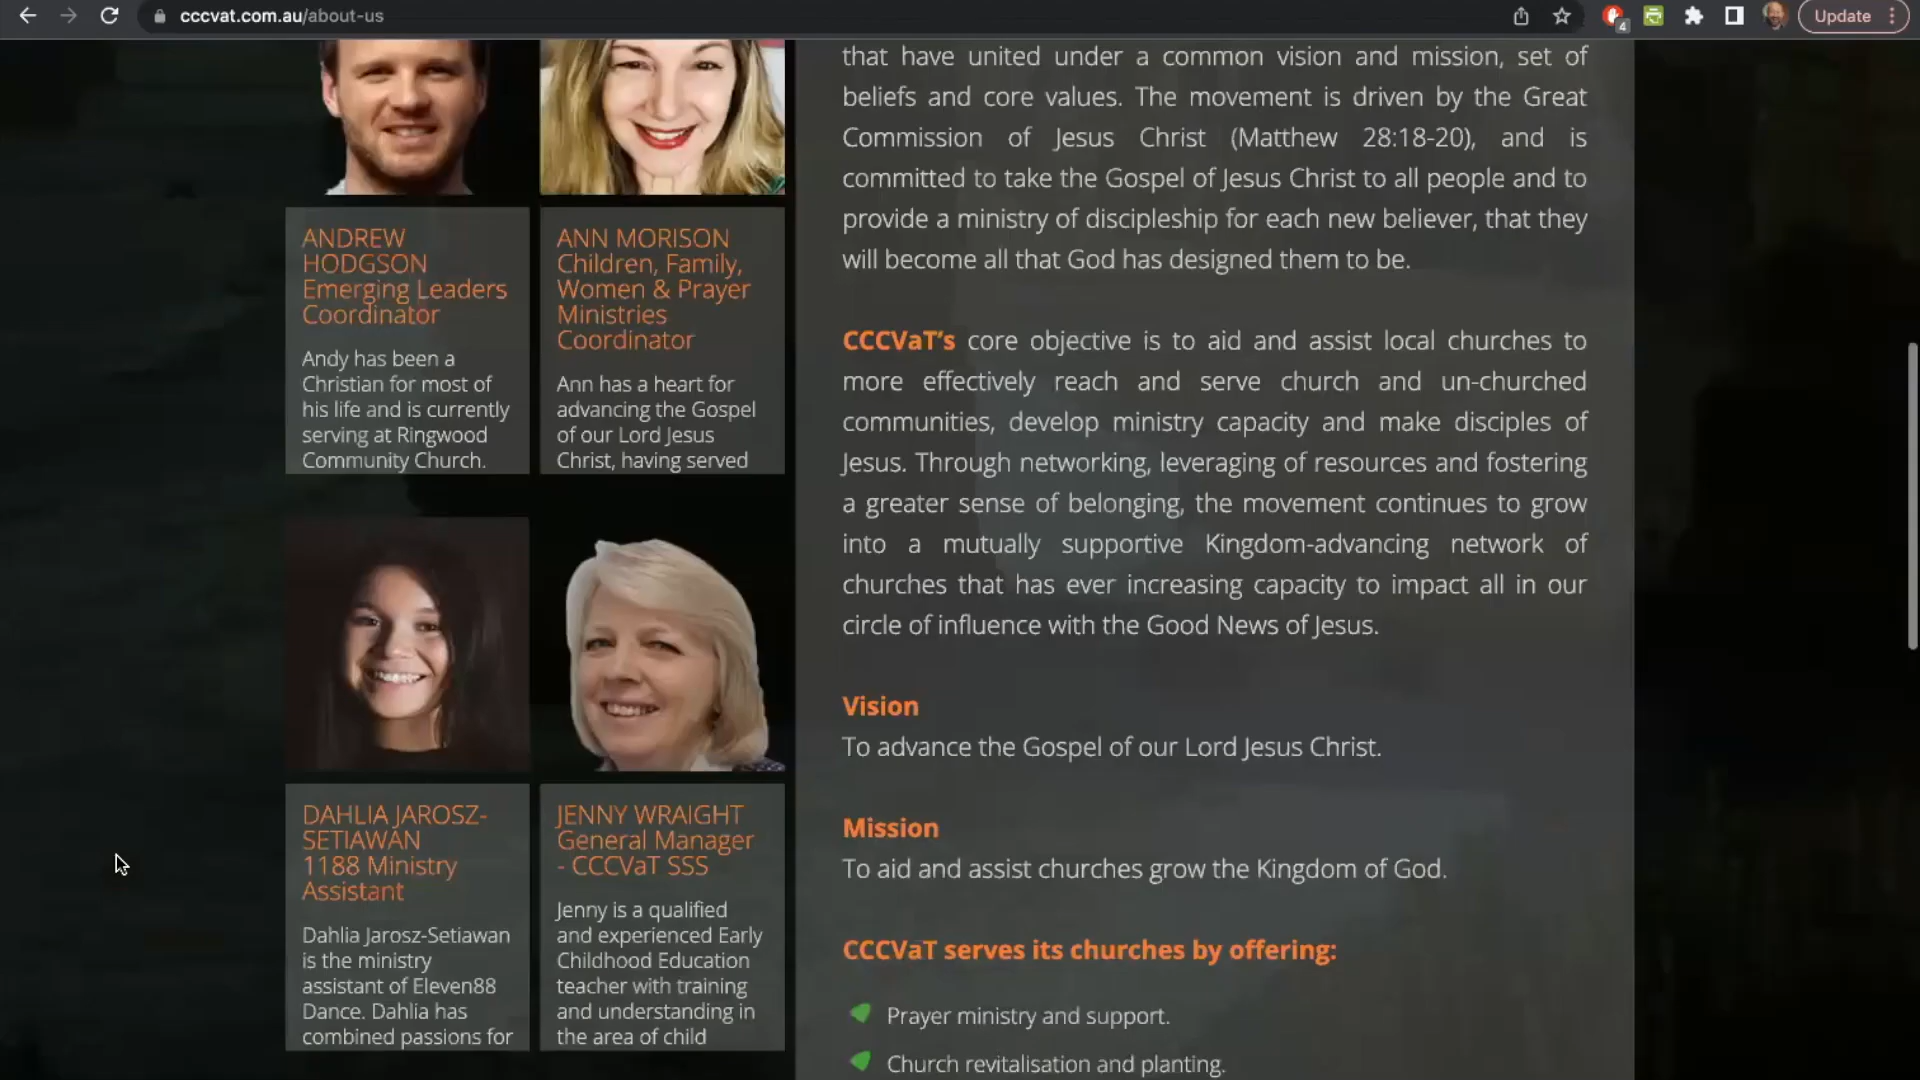 cccvat.com.au/about-us
4
Update
ANDREW
HODGSON
Emerging Leaders
Coordinator
Andy has been a
Christian for most of
his life and is currently
serving at Ringwood
Community Church.
ANN MORISON
Children, Family,
Women & Prayer
Ministries
Coordinator
Ann has a heart for
advancing the Gospel
of our Lord Jesus
Christ, having served
DAHLIA JAROSZ-
SETIAWAN
1188 Ministry
Assistant
Dahlia Jarosz-Setiawan
is the ministry
assistant of Eleven88
Dance. Dahlia has
combined passions for
JENNY WRAIGHT
General Manager
- CCCVaT SSS
Jenny is a qualified
and experienced Early
Childhood Education
teacher with training
and understanding in
the area of child
that have united under a common vision and mission, set of
beliefs and core values. The movement is driven by the Great
Commission of Jesus Christ (Matthew 28:18-20), and is
committed to take the Gospel of Jesus Christ to all people and to
provide a ministry of discipleship for each new believer, that they
will become all that God has designed them to be.
CCCVaT's core objective is to aid and assist local churches to
more effectively reach and serve church and un-churched
communities, develop ministry capacity and make disciples of
Jesus. Through networking, leveraging of resources and fostering
a greater sense of belonging, the movement continues to grow
into a mutually supportive Kingdom-advancing network of
churches that has ever increasing capacity to impact all in our
circle of influence with the Good News of Jesus.
Vision
To advance the Gospel of our Lord Jesus Christ.
Mission
To aid and assist churches grow the Kingdom of God.
CCCVaT serves its churches by offering:
Prayer ministry and support.
Church revitalisation and planting.